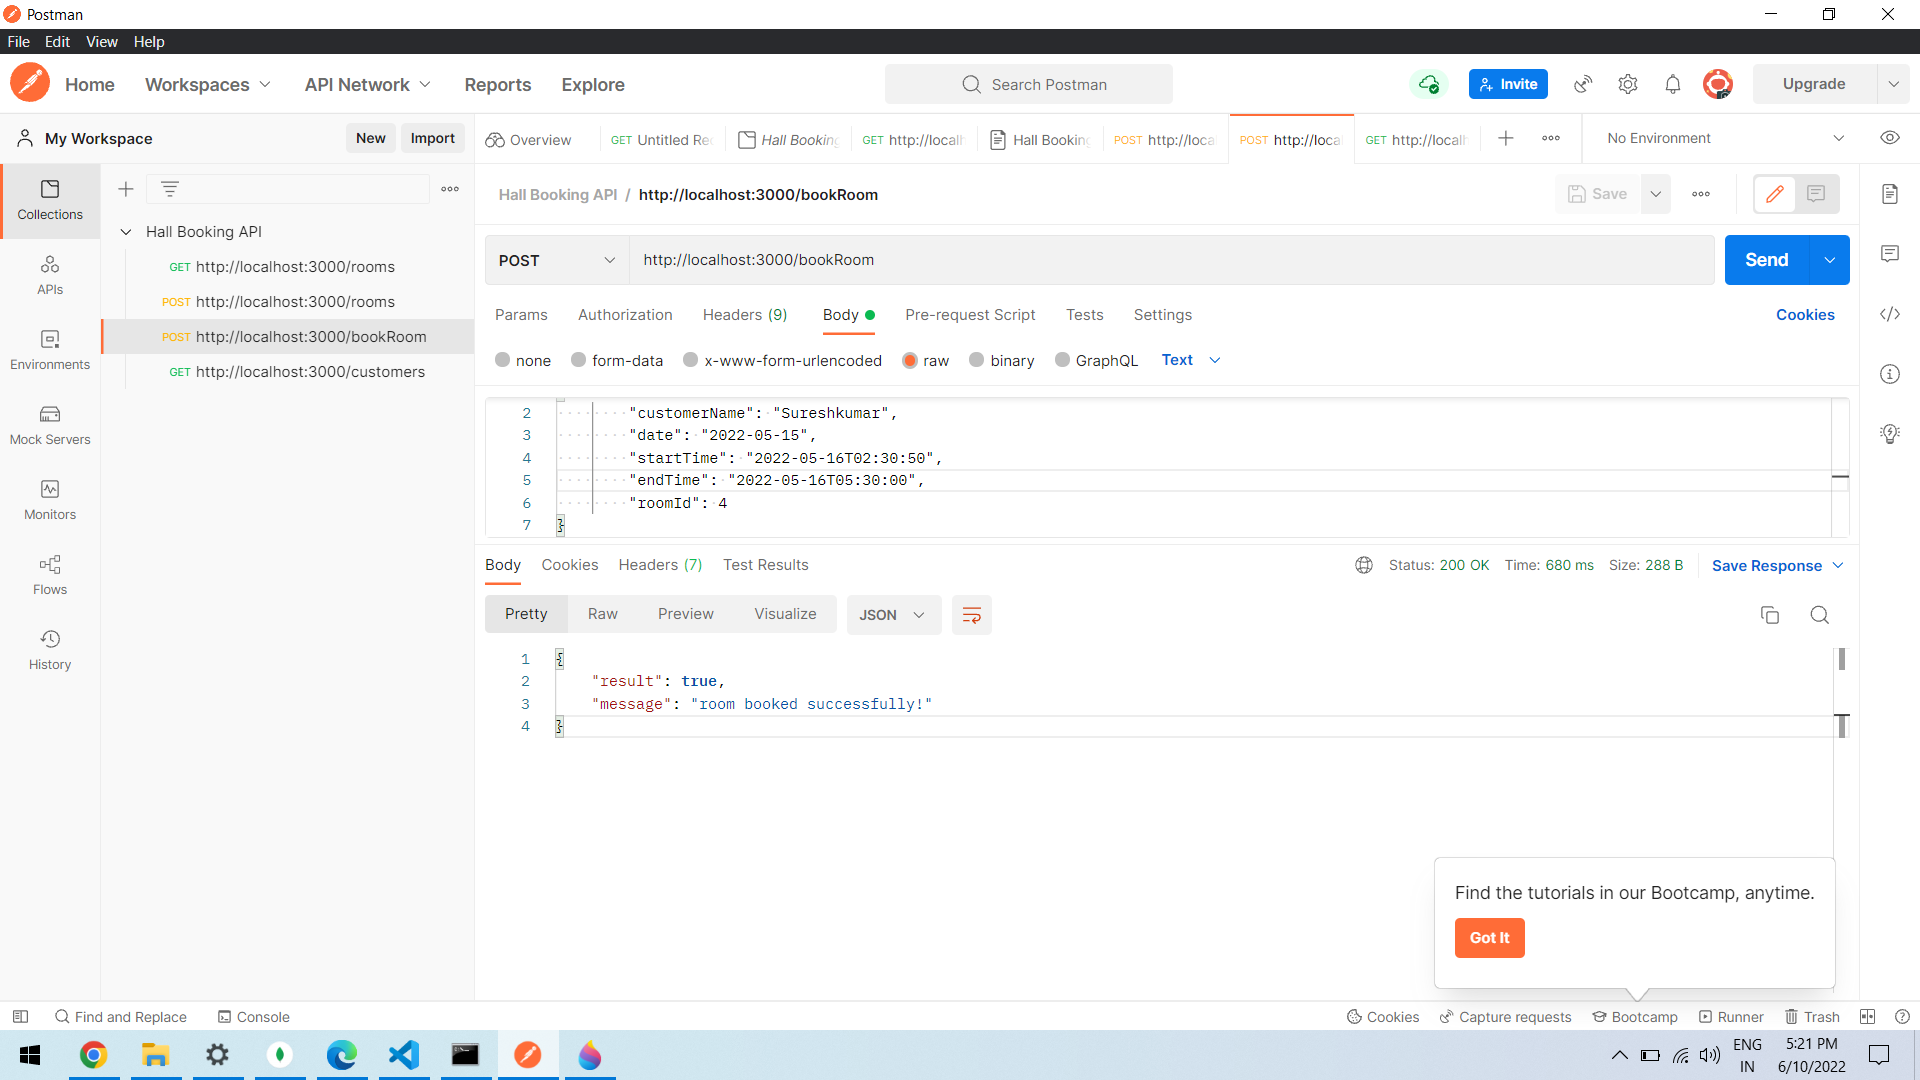 Postman
File Edit View Help
Home Workspaces API Network Reports Explore Search Postman Invite Upgrade
My Workspace New Import Overview GET Untitled Rec Hall Booking GET http://localh Hall Booking POST http://loca POST http://loca GET http://localh No Environment
Collections
APIs
Environments
Mock Servers
Monitors
Flows
History
Hall Booking API
GET http://localhost:3000/rooms
POST http://localhost:3000/rooms
POST http://localhost:3000/bookRoom
GET http://localhost:3000/customers
Hall Booking API / http://localhost:3000/bookRoom Save
POST http://localhost:3000/bookRoom Send
Params Authorization Headers (9) Body Pre-request Script Tests Settings Cookies
none form-data x-www-form-urlencoded raw binary GraphQL Text
2 "customerName": "Sureshkumar",
3 "date": "2022-05-15",
4 "startTime": "2022-05-16T02:30:50",
5 "endTime": "2022-05-16T05:30:00",
6 "roomId": 4
7 }
Body Cookies Headers (7) Test Results Status: 200 OK Time: 680 ms Size: 288 B Save Response
Pretty Raw Preview Visualize JSON
1 {
2 "result": true,
3 "message": "room booked successfully!"
4 }
Find the tutorials in our Bootcamp, anytime.
Got It
Find and Replace Console Cookies Capture requests Bootcamp Runner Trash
ENG 5:21 PM
IN 6/10/2022